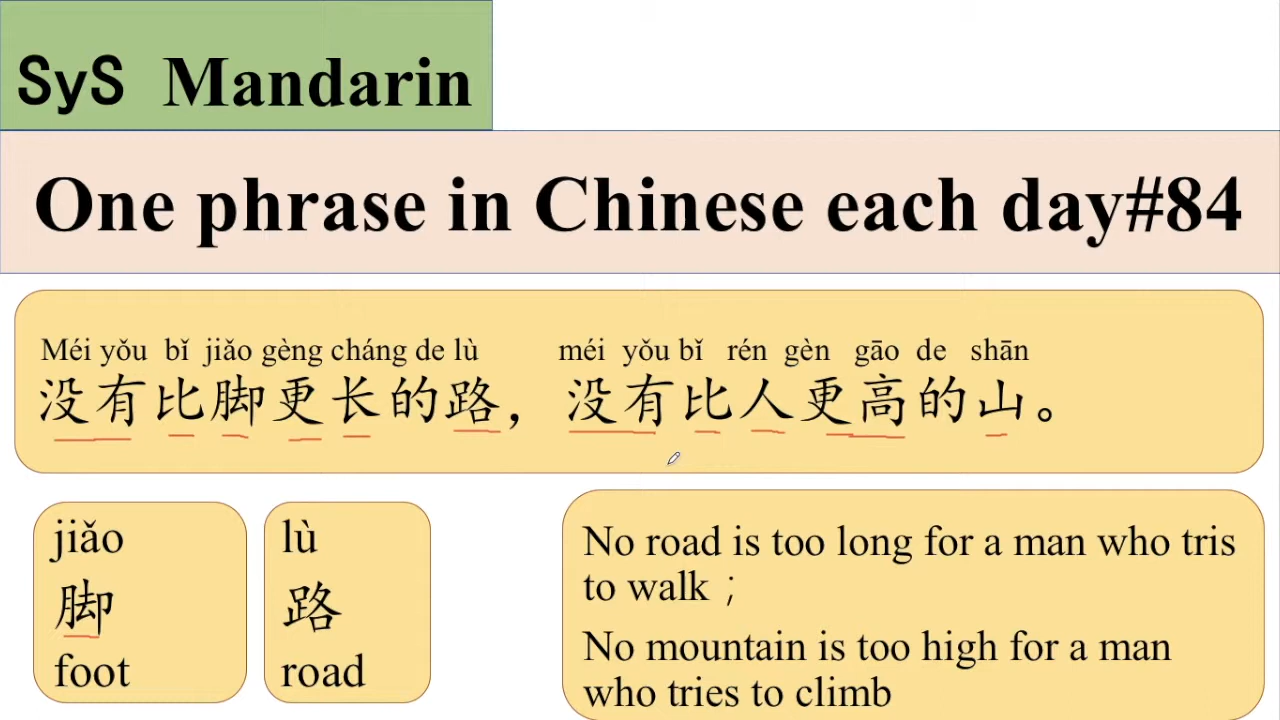 SyS Mandarin
One phrase in Chinese each day#84
Méi yǒu bǐ jiǎo gèng cháng de lù méi yǒu bǐ rén gèn gāo de shān
没有比脚更长的路，没有比人更高的山。
jiǎo
脚
foot
lù
路
road
No road is too long for a man who tris
to walk；
No mountain is too high for a man
who tries to climb